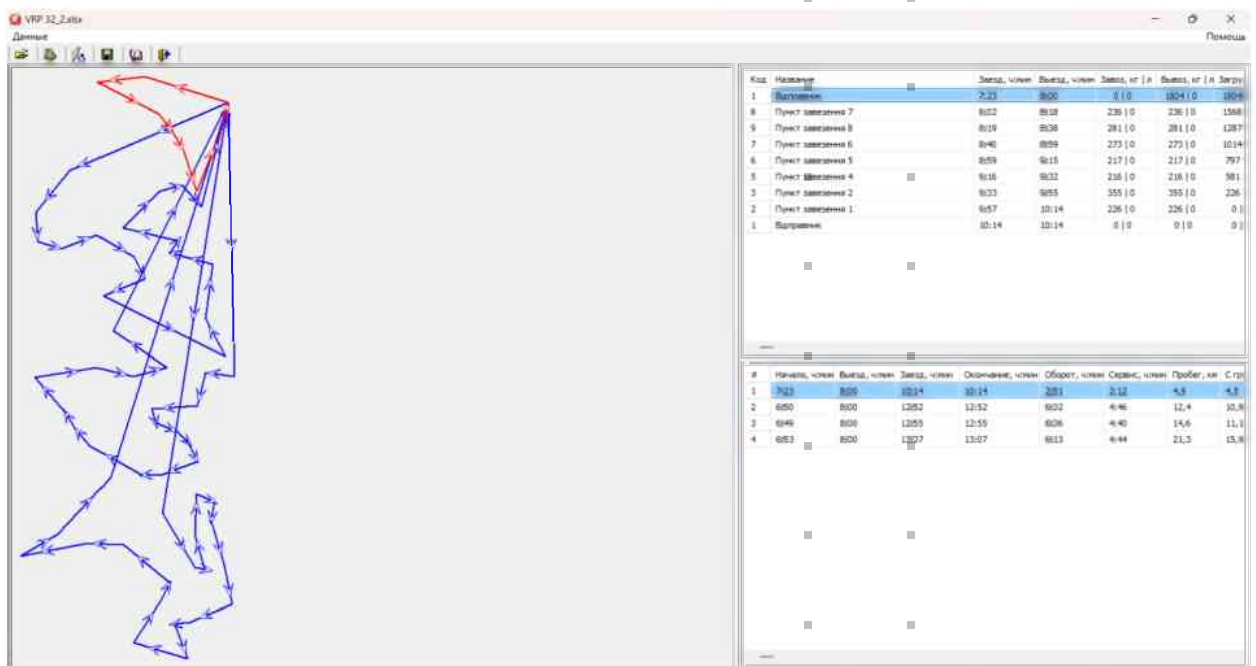 VRP 32_2.xlsx
Данные Помощь
Код Название Заезд, ч:мин Выезд, ч:мин Завоз, кг | л Вывоз, кг | л Загру
1 Відправник 7:23 8:00 0 | 0 1804 | 0 1804
8 Пункт завезення 7 8:02 8:18 236 | 0 236 | 0 1568
9 Пункт завезення 8 8:19 8:38 281 | 0 281 | 0 1287
7 Пункт завезення 6 8:40 8:59 273 | 0 273 | 0 1014
6 Пункт завезення 5 8:59 9:15 217 | 0 217 | 0 797
5 Пункт завезення 4 9:16 9:32 216 | 0 216 | 0 581
3 Пункт завезення 2 9:33 9:55 355 | 0 355 | 0 226
2 Пункт завезення 1 9:57 10:14 226 | 0 226 | 0 0 |
1 Відправник 10:14 10:14 0 | 0 0 | 0 0 |
# Начало, ч:мин Выезд, ч:мин Заезд, ч:мин Окончание, ч:мин Оборот, ч:мин Сервис, ч:мин Пробег, км С гру
1 7:23 8:00 10:14 10:14 2:51 2:12 4,5
2 6:50 8:00 12:52 12:52 6:02 4:46 12,4 10,9
3 6:49 8:00 12:55 12:55 6:06 4:40 14,6 11,1
4 6:53 8:00 13:07 13:07 6:13 4:44 21,3 15,8